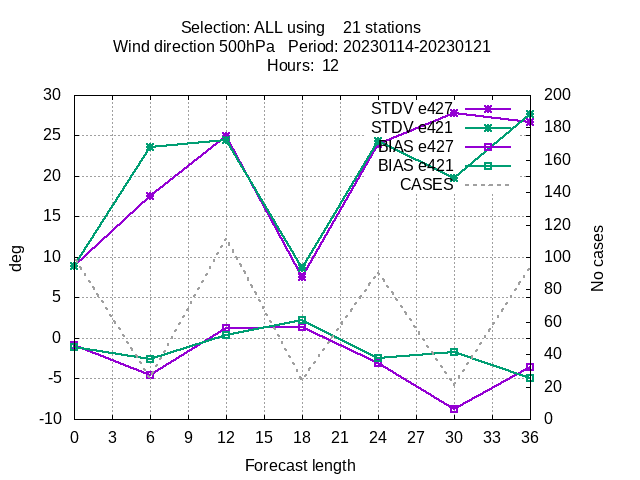 Selection: ALL using    21 stations
Wind direction 500hPa   Period: 20230114-20230121
Hours:  12
30
25
20
15
10
5
0
-5
-10
deg
200
180
160
140
120
100
80
60
40
20
0
No cases
STDV e427
STDV e421
BIAS e427
BIAS e421
CASES
0 3 6 9 12 15 18 21 24 27 30 33 36
Forecast length